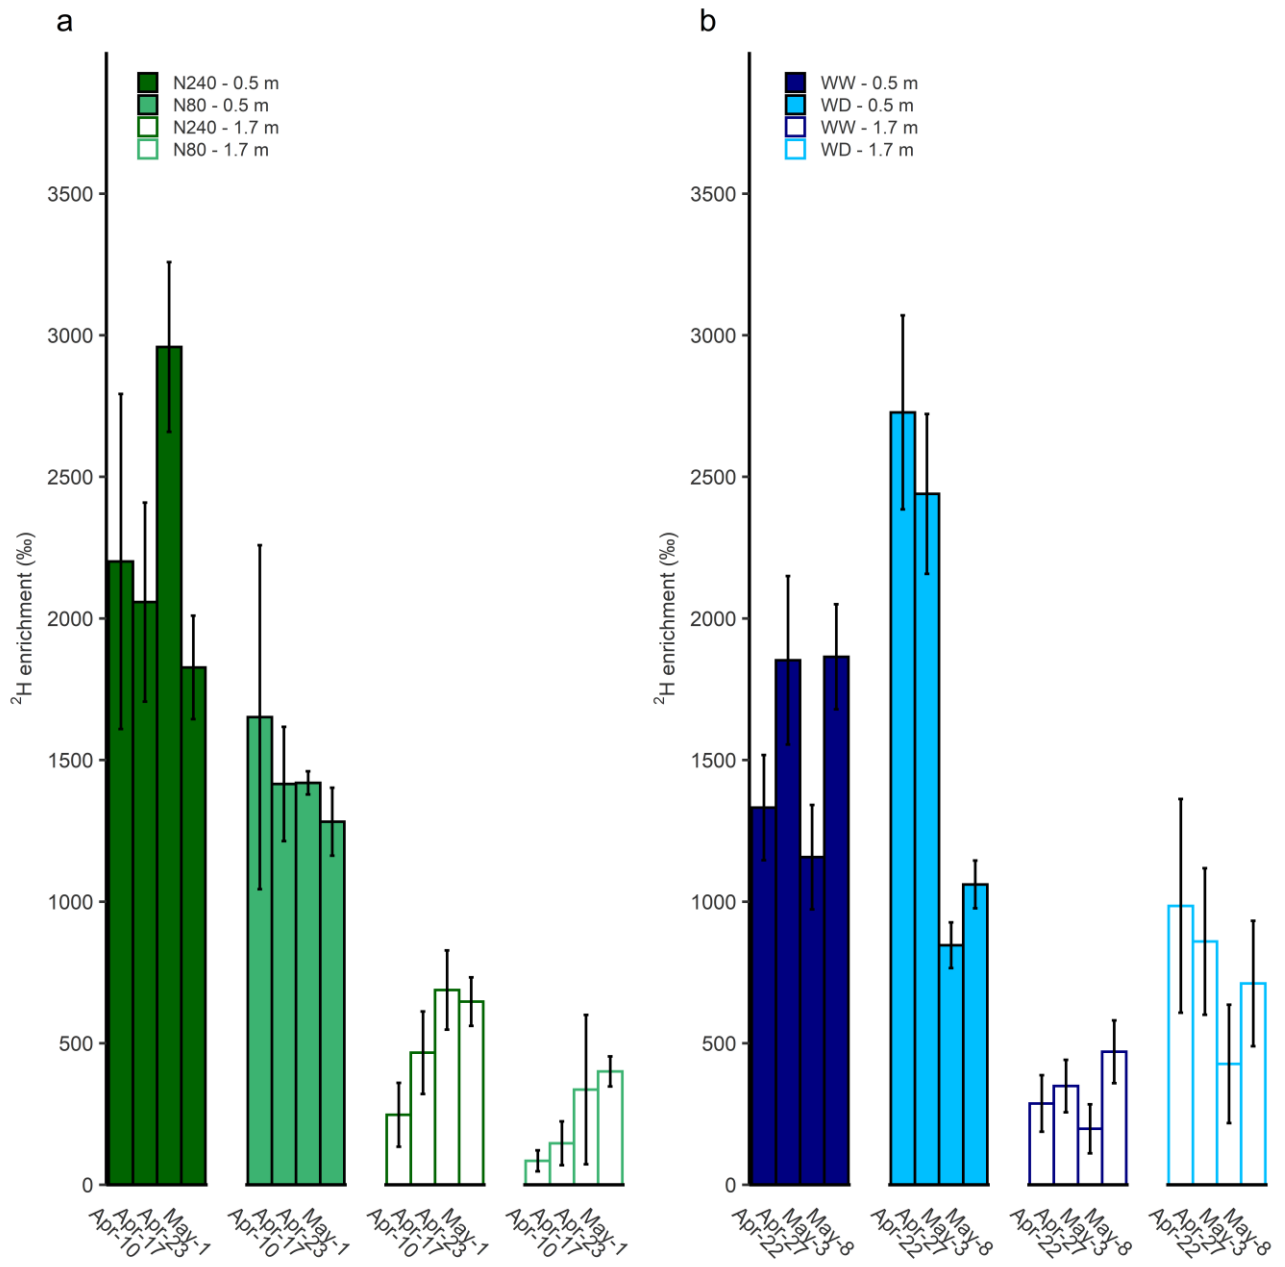 a
N240 - 0.5 m
N80 - 0.5 m
N240 - 1.7 m
N80 - 1.7 m
²H enrichment (‰)
3500
3000
2500
2000
1500
1000
500
0
Apr-10
Apr-17
Apr-23
May-1
Apr-10
Apr-17
Apr-23
May-1
Apr-10
Apr-17
Apr-23
May-1
Apr-10
Apr-17
Apr-23
May-1
b
WW - 0.5 m
WD - 0.5 m
WW - 1.7 m
WD - 1.7 m
²H enrichment (‰)
3500
3000
2500
2000
1500
1000
500
0
Apr-22
Apr-27
May-3
May-8
Apr-22
Apr-27
May-3
May-8
Apr-22
Apr-27
May-3
May-8
Apr-22
Apr-27
May-3
May-8